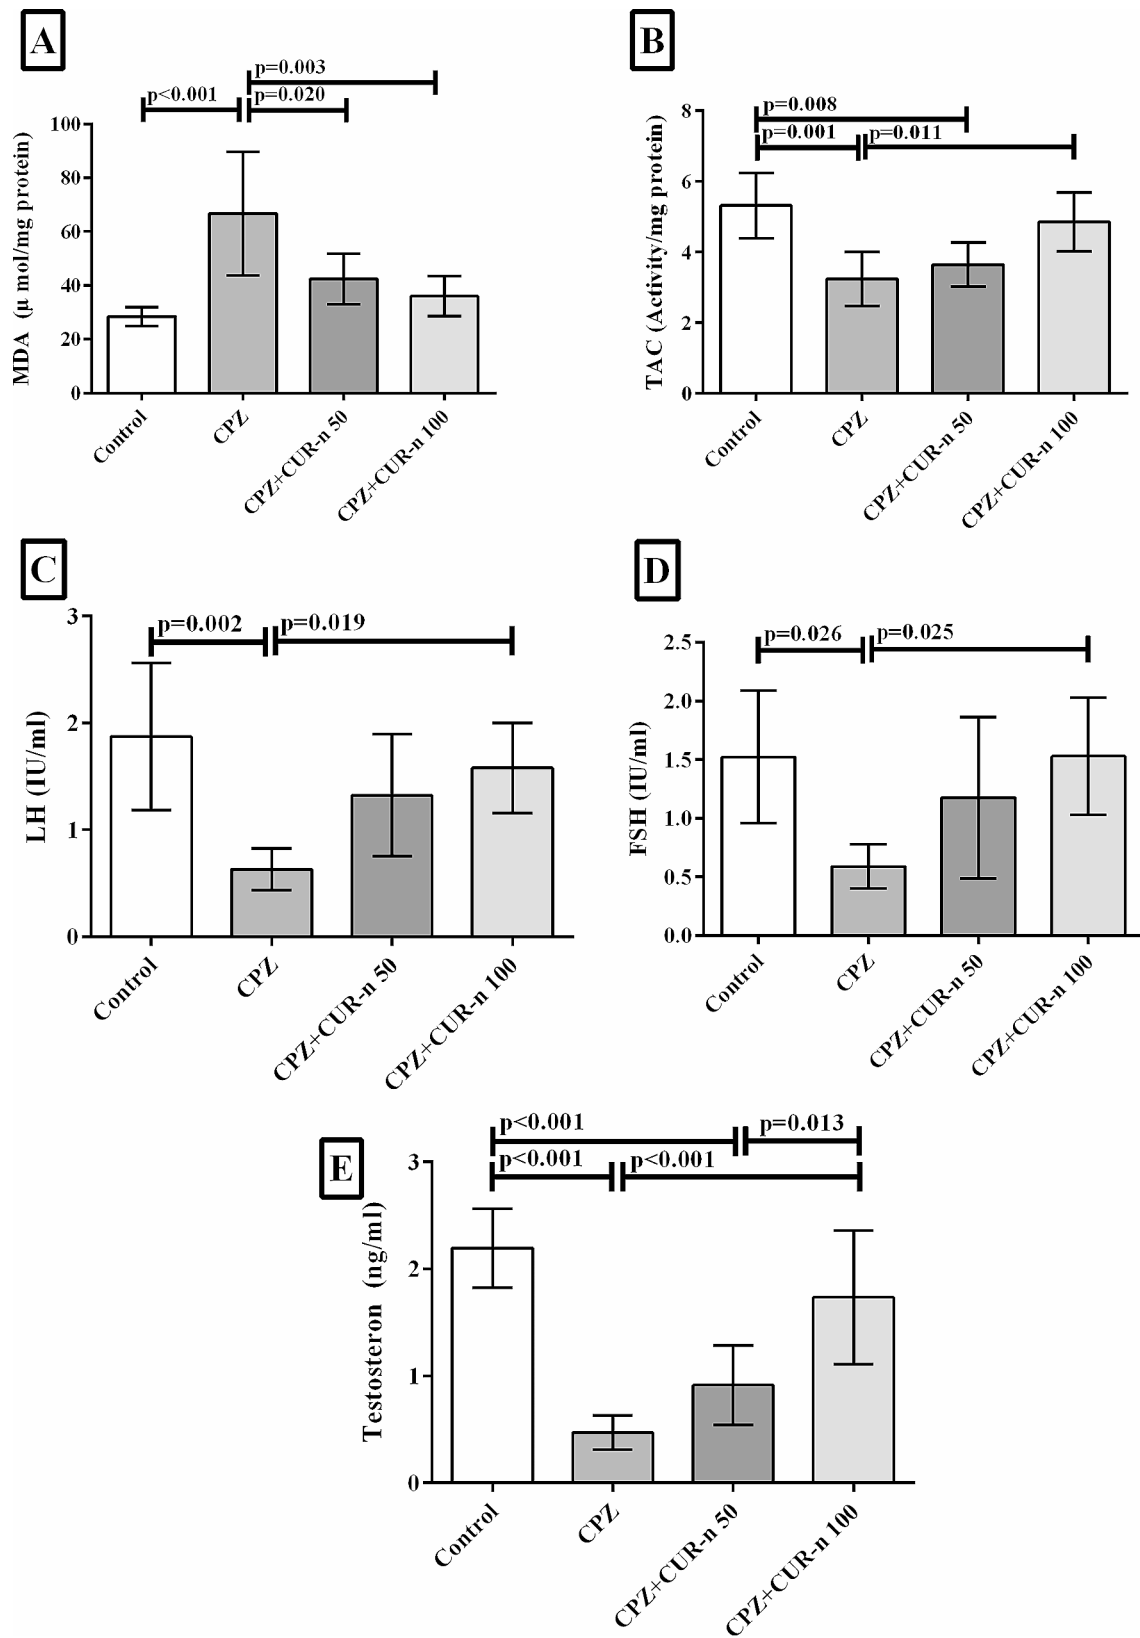 A
p=0.003
p<0.001
p=0.020
MDA (µ mol/mg protein)
100
80
60
40
20
0
Control
CPZ
CPZ+CUR-n 50
CPZ+CUR-n 100
B
p=0.008
p=0.001
p=0.011
TAC (Activity/mg protein)
8
6
4
2
0
Control
CPZ
CPZ+CUR-n 50
CPZ+CUR-n 100
C
p=0.002
p=0.019
LH (IU/ml)
3
2
1
0
Control
CPZ
CPZ+CUR-n 50
CPZ+CUR-n 100
D
p=0.026
p=0.025
FSH (IU/ml)
2.5
2.0
1.5
1.0
0.5
0.0
Control
CPZ
CPZ+CUR-n 50
CPZ+CUR-n 100
E
p<0.001
p=0.013
p<0.001
p<0.001
Testosteron (ng/ml)
3
2
1
0
Control
CPZ
CPZ+CUR-n 50
CPZ+CUR-n 100